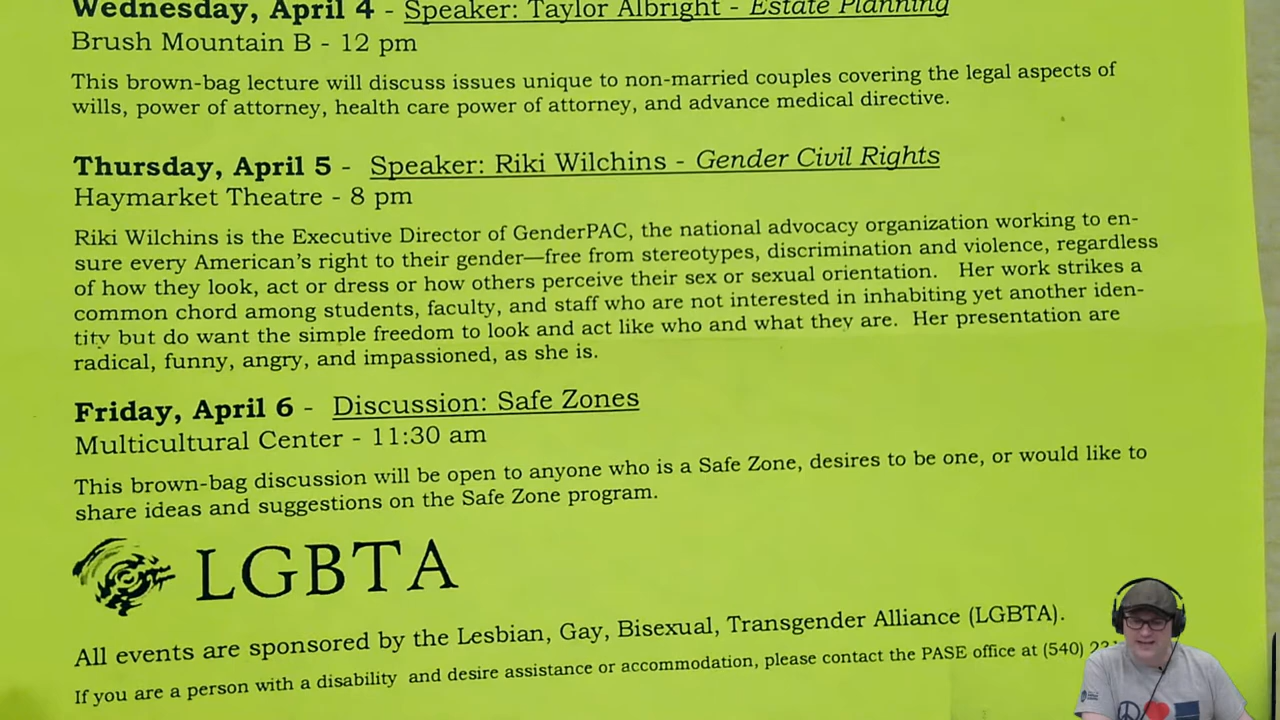 Wednesday, April 4 - Speaker: Taylor Albright - Estate Planning
Brush Mountain B - 12 pm
This brown-bag lecture will discuss issues unique to non-married couples covering the legal aspects of
wills, power of attorney, health care power of attorney, and advance medical directive.
Thursday, April 5 - Speaker: Riki Wilchins - Gender Civil Rights
Haymarket Theatre - 8 pm
Riki Wilchins is the Executive Director of GenderPAC, the national advocacy organization working to en-
sure every American's right to their gender—free from stereotypes, discrimination and violence, regardless
of how they look, act or dress or how others perceive their sex or sexual orientation. Her work strikes a
common chord among students, faculty, and staff who are not interested in inhabiting yet another iden-
tity but do want the simple freedom to look and act like who and what they are. Her presentation are
radical, funny, angry, and impassioned, as she is.
Friday, April 6 - Discussion: Safe Zones
Multicultural Center - 11:30 am
This brown-bag discussion will be open to anyone who is a Safe Zone, desires to be one, or would like to
share ideas and suggestions on the Safe Zone program.
LGBTA
All events are sponsored by the Lesbian, Gay, Bisexual, Transgender Alliance (LGBTA).
If you are a person with a disability and desire assistance or accommodation, please contact the PASE office at (540)